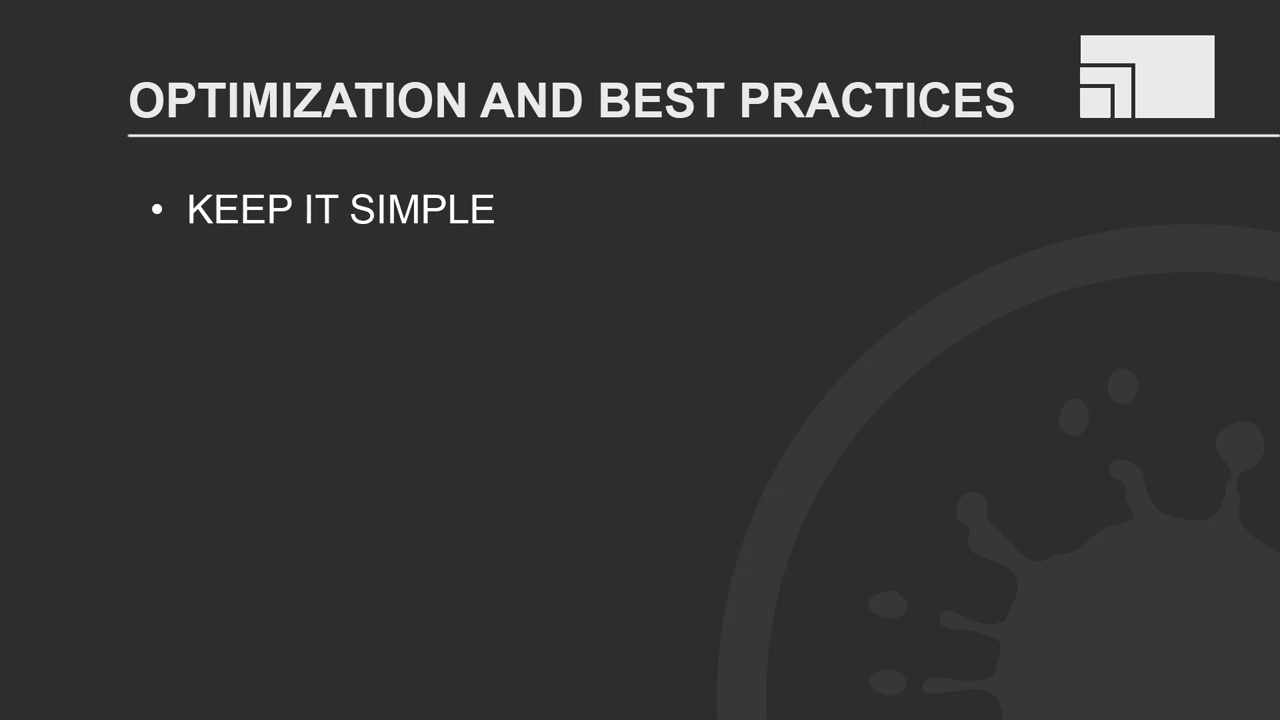 OPTIMIZATION AND BEST PRACTICES
• KEEP IT SIMPLE